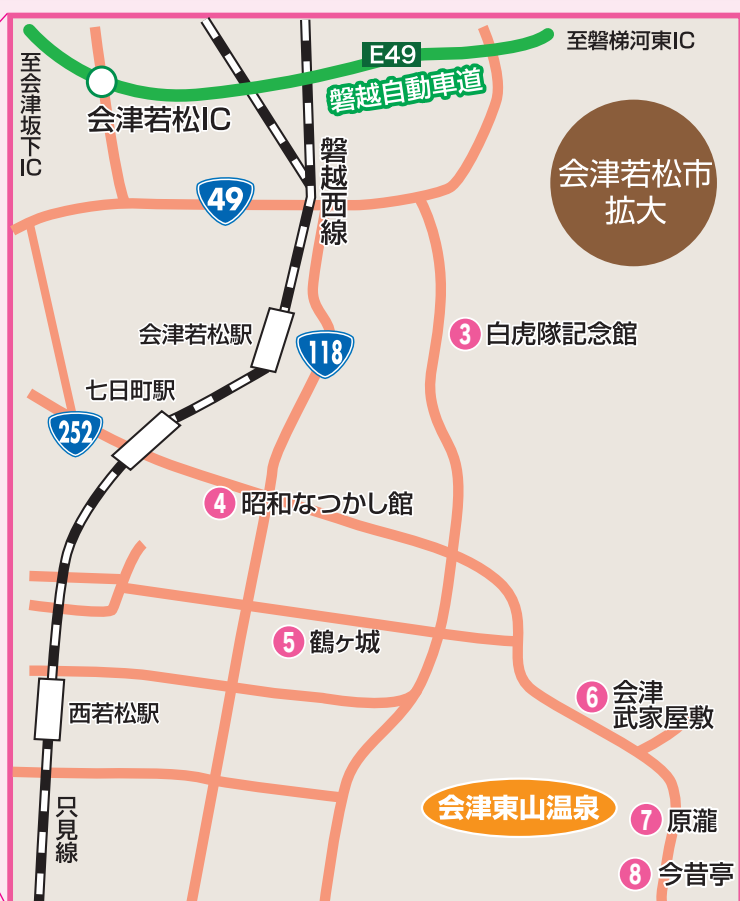 E49
至磐梯河東IC
磐越自動車道
至会津坂下IC
会津若松IC
会津若松市
拡大
49
磐越西線
会津若松駅
118
3 白虎隊記念館
七日町駅
252
4 昭和なつかし館
5 鶴ヶ城
6 会津
武家屋敷
西若松駅
会津東山温泉
7 原瀧
只見線
8 今昔亭